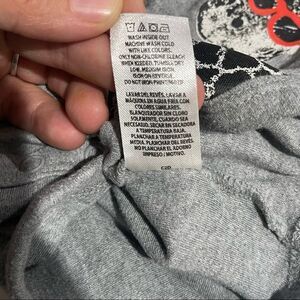 WASH INSIDE OUT
MACHINE WASH COLD
WITH LIKE COLORS.
ONLY NON-CHLORINE BLEACH
WHEN NEEDED. TUMBLE DRY
LOW. MEDIUM IRON.
IRON ON REVERSE.
DO NOT IRON PRINT/MOTIF
LAVAR DEL REVÉS. LAVAR A
MÁQUINA EN AGUA FRÍA CON
COLORES SIMILARES.
BLANQUEADOR SIN CLORO
SOLAMENTE, CUANDO SEA
NECESARIO. SECAR EN SECADORA
A TEMPERATURA BAJA.
PLANCHAR A TEMPERATURA
MEDIA. PLANCHAR DEL REVÉS.
NO PLANCHAR EL ADORNO
IMPRESO / MOTIVO.